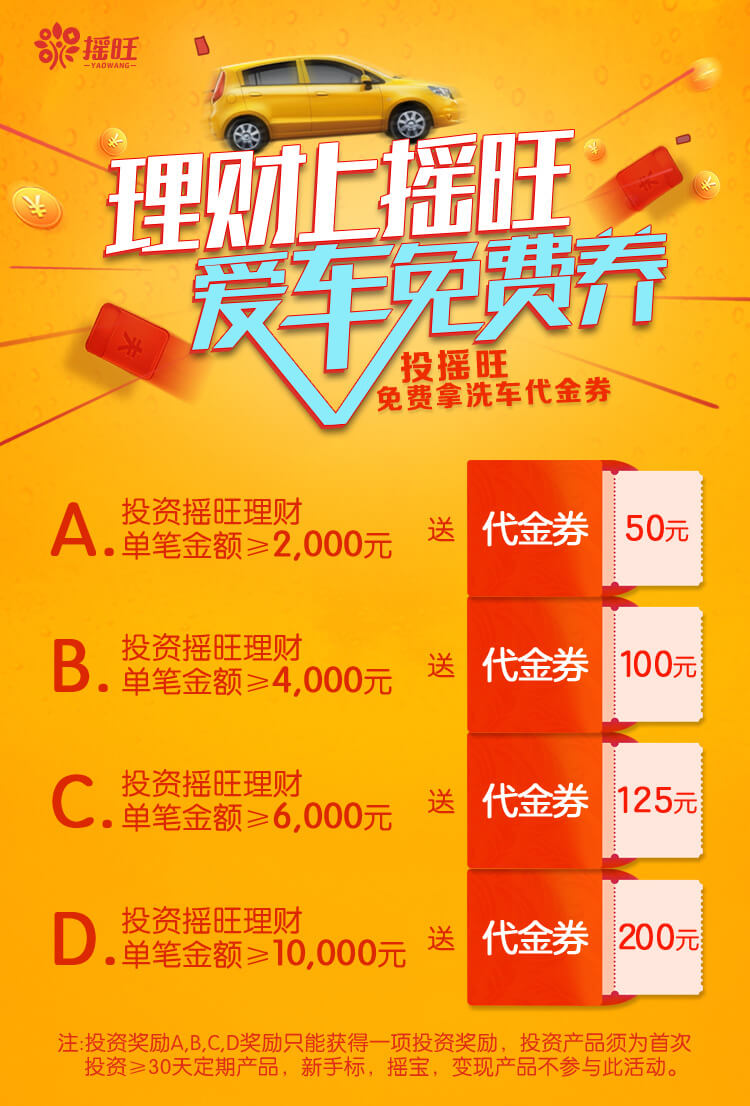 摇旺
YAOWANG
理财上摇旺
爱车免费养
投摇旺
免费拿洗车代金券
A.
投资摇旺理财
单笔金额≥2,000元
送
代金券
50元
B.
投资摇旺理财
单笔金额≥4,000元
送
代金券
100元
C.
投资摇旺理财
单笔金额≥6,000元
送
代金券
125元
D.
投资摇旺理财
单笔金额≥10,000元
送
代金券
200元
注:投资奖励A,B,C,D奖励只能获得一项投资奖励，投资产品须为首次
投资≥30天定期产品，新手标，摇宝，变现产品不参与此活动。